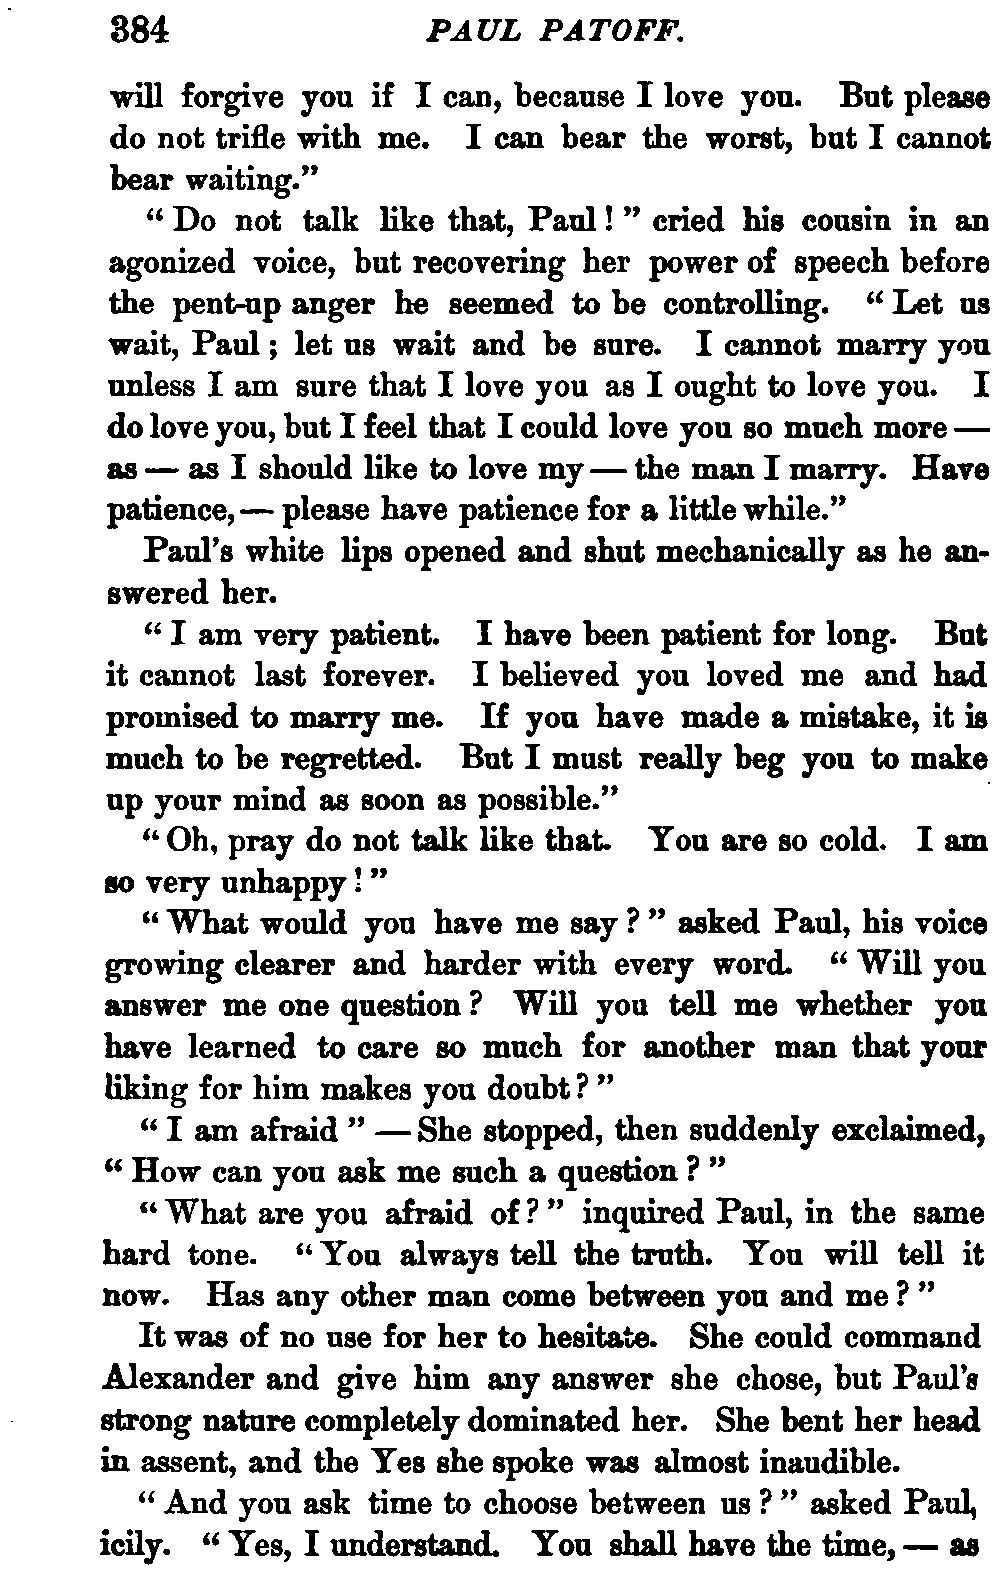 384 PAUL PATOFF.
will forgive you if I can, because I love you. But please
do not trifle with me. I can bear the worst, but I cannot
bear waiting."
"Do not talk like that, Paul!" cried his cousin in an
agonized voice, but recovering her power of speech before
the pent-up anger he seemed to be controlling. "Let us
wait, Paul; let us wait and be sure. I cannot marry you
unless I am sure that I love you as I ought to love you. I
do love you, but I feel that I could love you so much more —
as — as I should like to love my — the man I marry. Have
patience, — please have patience for a little while."
Paul's white lips opened and shut mechanically as he an-
swered her.
"I am very patient. I have been patient for long. But
it cannot last forever. I believed you loved me and had
promised to marry me. If you have made a mistake, it is
much to be regretted. But I must really beg you to make
up your mind as soon as possible."
"Oh, pray do not talk like that. You are so cold. I am
so very unhappy!"
"What would you have me say?" asked Paul, his voice
growing clearer and harder with every word. "Will you
answer me one question? Will you tell me whether you
have learned to care so much for another man that your
liking for him makes you doubt?"
"I am afraid" — She stopped, then suddenly exclaimed,
"How can you ask me such a question?"
"What are you afraid of?" inquired Paul, in the same
hard tone. "You always tell the truth. You will tell it
now. Has any other man come between you and me?"
It was of no use for her to hesitate. She could command
Alexander and give him any answer she chose, but Paul's
strong nature completely dominated her. She bent her head
in assent, and the Yes she spoke was almost inaudible.
"And you ask time to choose between us?" asked Paul,
icily. "Yes, I understand. You shall have the time, — as